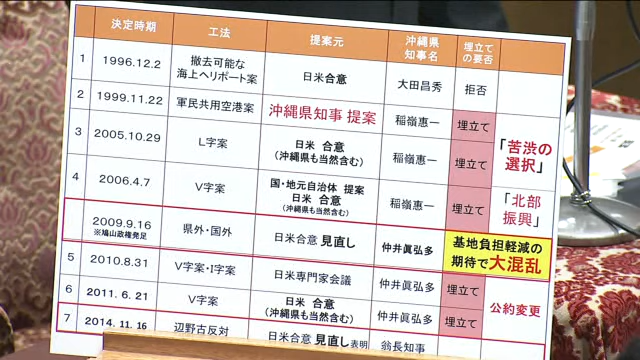 決定時期 工法 提案元 沖縄県知事名 埋立ての要否
1 1996.12.2 撤去可能な海上ヘリポート案 日米合意 大田昌秀 拒否
2 1999.11.22 軍民共用空港案 沖縄県知事 提案 稲嶺惠一 埋立て
3 2005.10.29 L字案 日米 合意 (沖縄県も当然含む) 稲嶺惠一 埋立て 「苦渋の選択」
4 2006.4.7 V字案 国・地元自治体 提案 日米 合意 (沖縄県も当然含む) 稲嶺惠一 埋立て 「北部振興」
2009.9.16 ※鳩山政権発足 県外・国外 日米合意 見直し 仲井眞弘多 基地負担軽減の期待で大混乱
5 2010.8.31 V字案・I字案 日米専門家会議 仲井眞弘多 埋立て
6 2011.6.21 V字案 日米 合意 (沖縄県も当然含む) 仲井眞弘多 埋立て 公約変更
7 2014.11.16 辺野古反対 日米合意 見直し表明 翁長知事